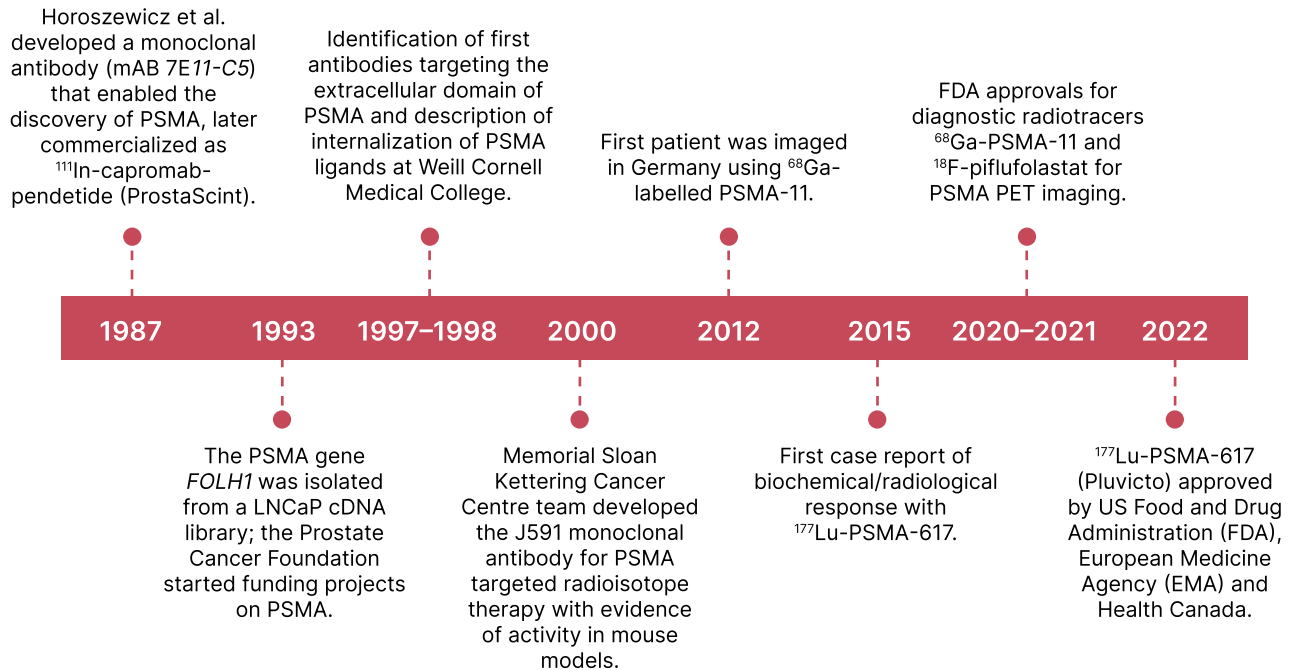 Horoszewicz et al.
developed a monoclonal
antibody (mAB 7E11-C5)
that enabled the
discovery of PSMA, later
commercialized as
¹¹¹In-capromab-
pendetide (ProstaScint).
Identification of first
antibodies targeting the
extracellular domain of
PSMA and description of
internalization of PSMA
ligands at Weill Cornell
Medical College.
First patient was imaged
in Germany using ⁶⁸Ga-
labelled PSMA-11.
FDA approvals for
diagnostic radiotracers
⁶⁸Ga-PSMA-11 and
¹⁸F-piflufolastat for
PSMA PET imaging.
1987 1993 1997–1998 2000 2012 2015 2020–2021 2022
The PSMA gene
FOLH1 was isolated
from a LNCaP cDNA
library; the Prostate
Cancer Foundation
started funding projects
on PSMA.
Memorial Sloan
Kettering Cancer
Centre team developed
the J591 monoclonal
antibody for PSMA
targeted radioisotope
therapy with evidence
of activity in mouse
models.
First case report of
biochemical/radiological
response with
¹⁷⁷Lu-PSMA-617.
¹⁷⁷Lu-PSMA-617
(Pluvicto) approved
by US Food and Drug
Administration (FDA),
European Medicine
Agency (EMA) and
Health Canada.